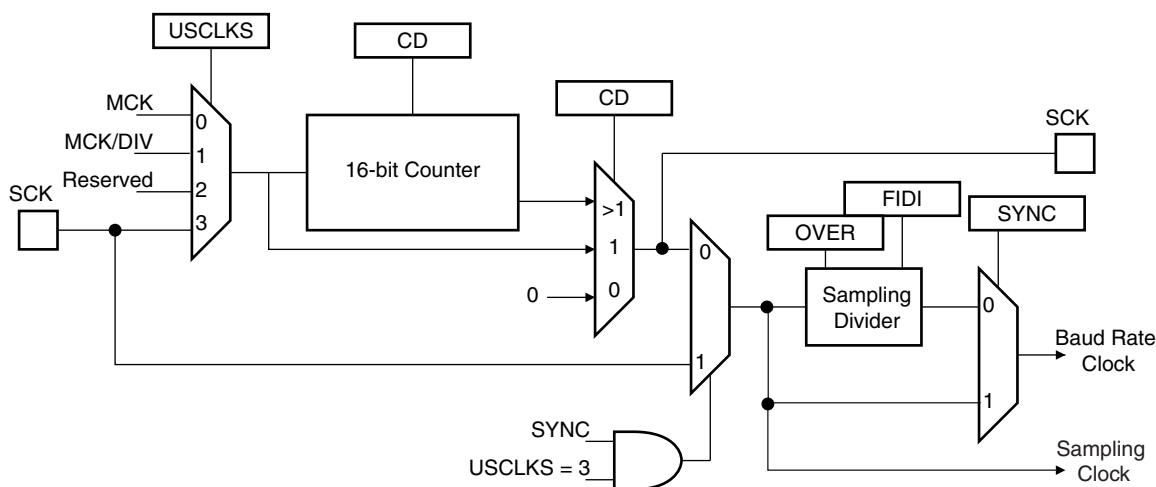 USCLKS
CD
MCK
0
MCK/DIV
1
Reserved
2
SCK
3
16-bit Counter
CD
>1
1
0
0
SCK
0
1
SYNC
USCLKS = 3
OVER
FIDI
Sampling
Divider
SYNC
0
1
Baud Rate
Clock
Sampling
Clock